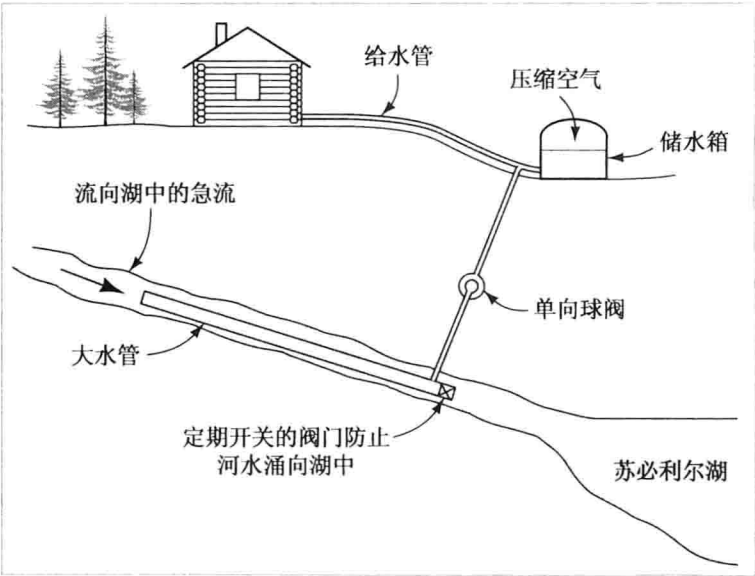 给水管
压缩空气
储水箱
流向湖中的急流
单向球阀
大水管
定期开关的阀门防止
河水涌向湖中
苏必利尔湖